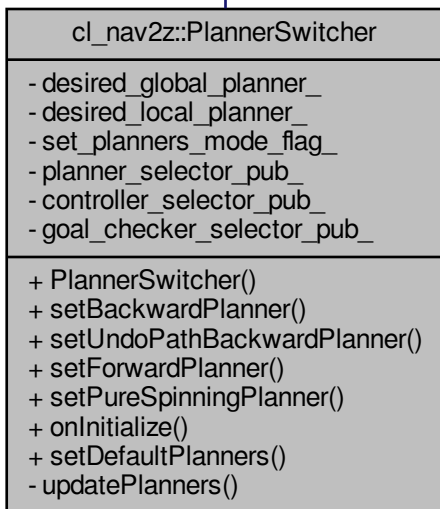 cl_nav2z::PlannerSwitcher
- desired_global_planner_
- desired_local_planner_
- set_planners_mode_flag_
- planner_selector_pub_
- controller_selector_pub_
- goal_checker_selector_pub_
+ PlannerSwitcher()
+ setBackwardPlanner()
+ setUndoPathBackwardPlanner()
+ setForwardPlanner()
+ setPureSpinningPlanner()
+ onInitialize()
+ setDefaultPlanners()
- updatePlanners()